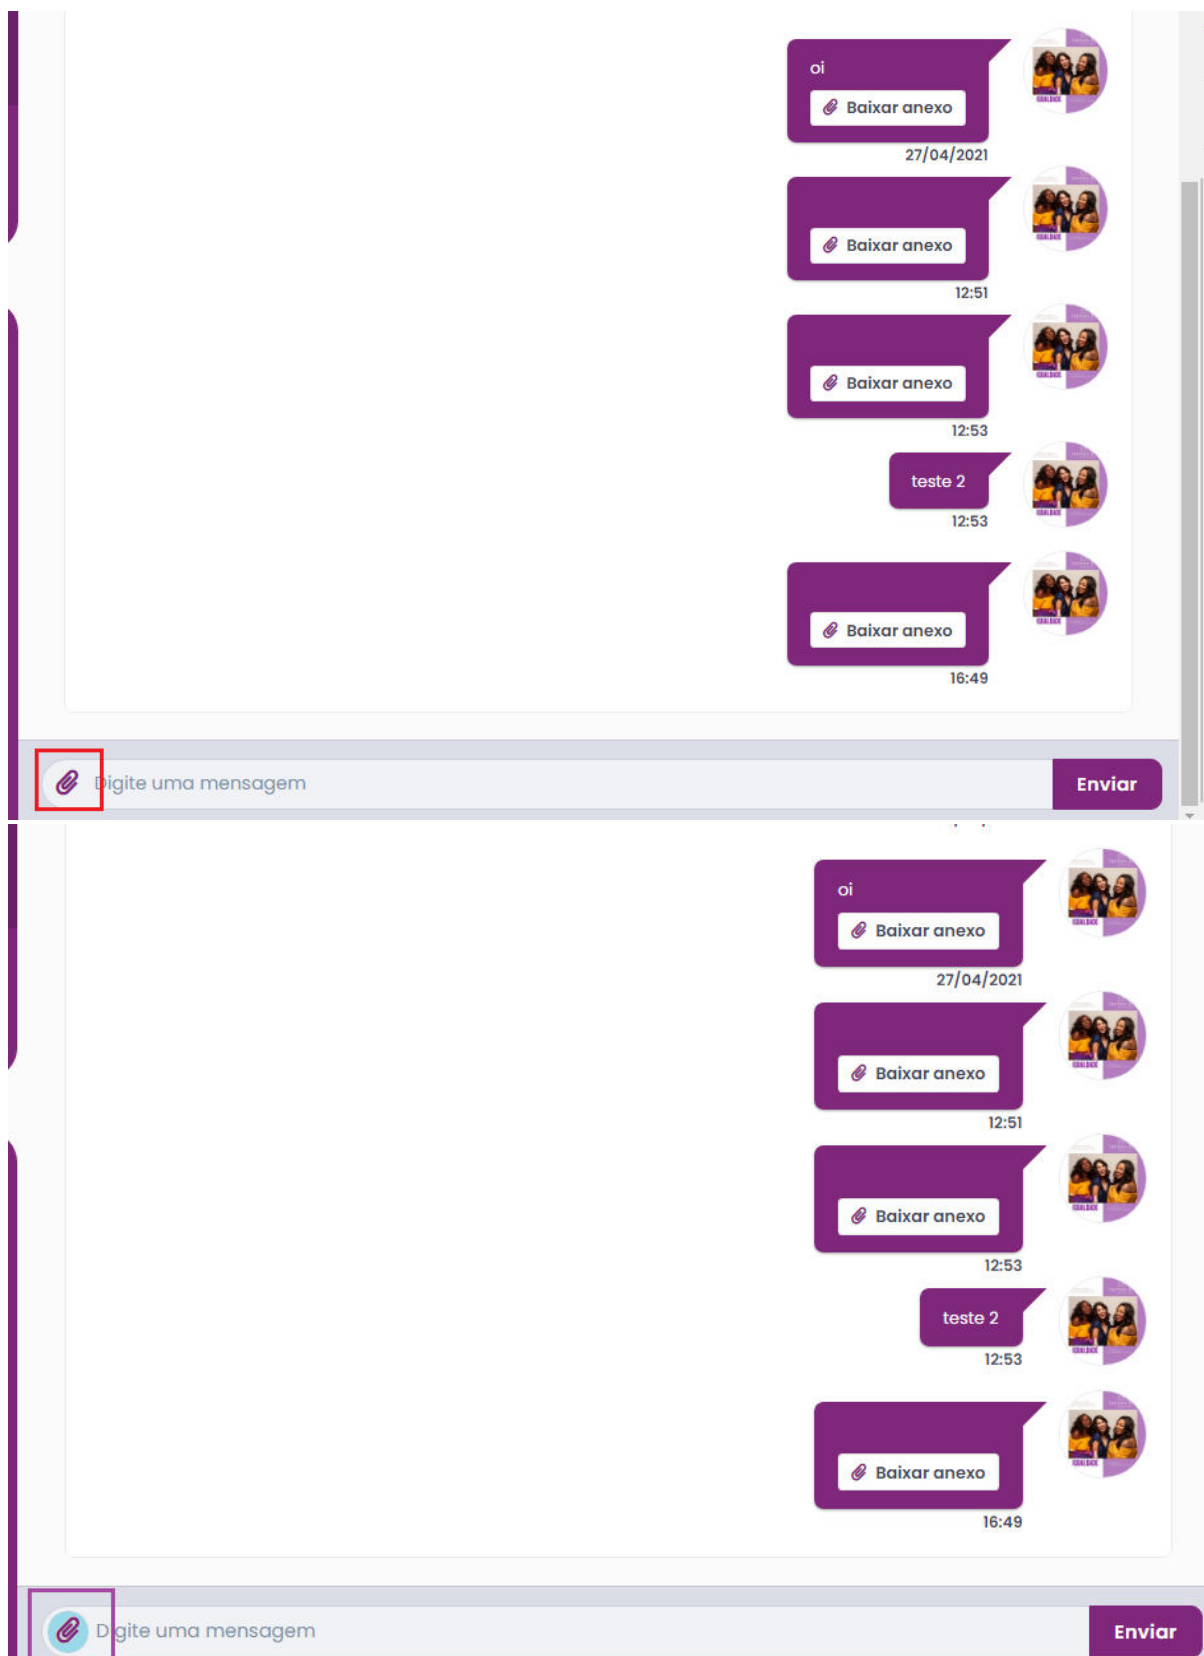 oi
Baixar anexo
27/04/2021
Baixar anexo
12:51
Baixar anexo
12:53
teste 2
12:53
Baixar anexo
16:49
Digite uma mensagem
Enviar
oi
Baixar anexo
27/04/2021
Baixar anexo
12:51
Baixar anexo
12:53
teste 2
12:53
Baixar anexo
16:49
Digite uma mensagem
Enviar